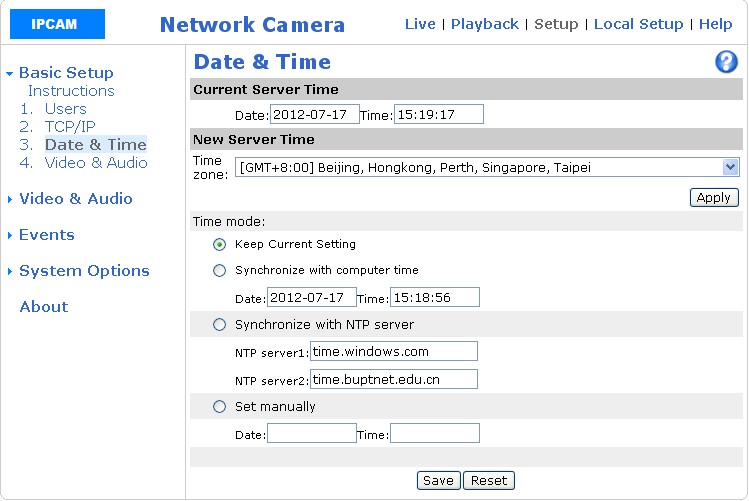 IPCAM
Network Camera
Live | Playback | Setup | Local Setup | Help
Basic Setup
Instructions
1. Users
2. TCP/IP
3. Date & Time
4. Video & Audio
Video & Audio
Events
System Options
About
Date & Time
?
Current Server Time
Date: 2012-07-17 Time: 15:19:17
New Server Time
Time zone: [GMT+8:00] Beijing, Hongkong, Perth, Singapore, Taipei
Apply
Time mode:
Keep Current Setting
Synchronize with computer time
Date: 2012-07-17 Time: 15:18:56
Synchronize with NTP server
NTP server1: time.windows.com
NTP server2: time.buptnet.edu.cn
Set manually
Date: Time:
Save Reset